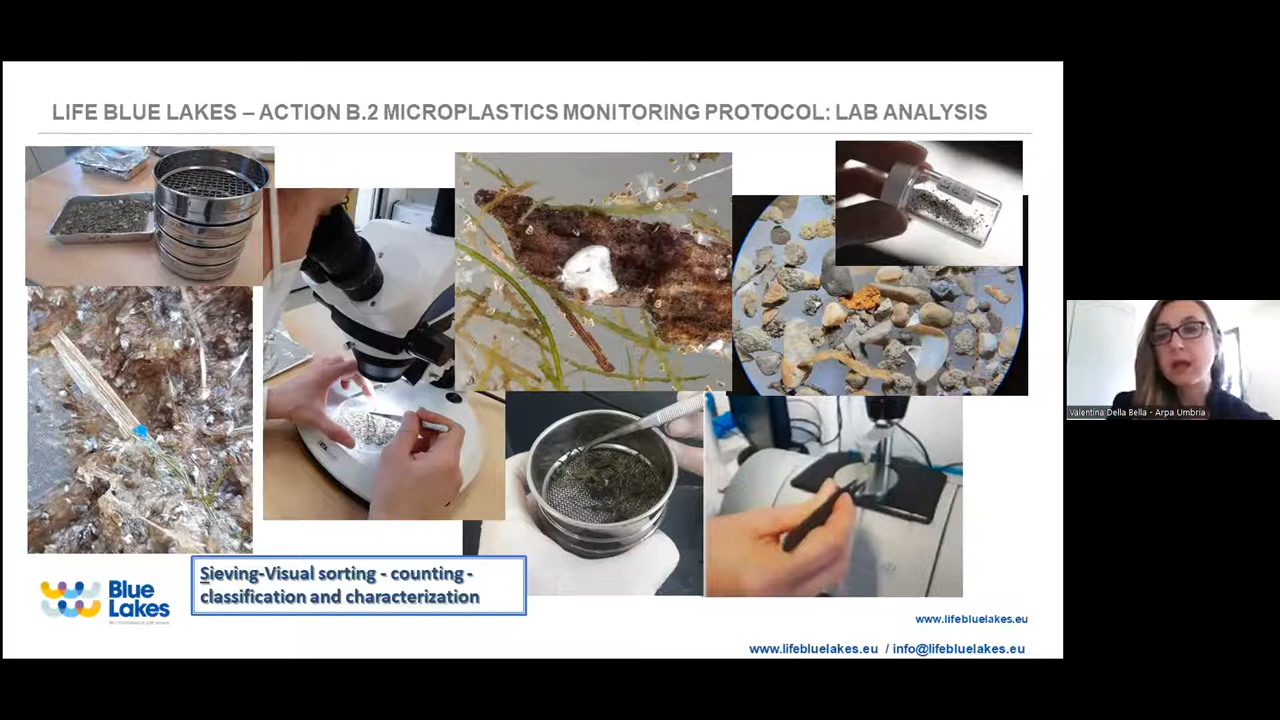 LIFE BLUE LAKES – ACTION B.2 MICROPLASTICS MONITORING PROTOCOL: LAB ANALYSIS
Sieving-Visual sorting - counting -
classification and characterization
Blue
Lakes
www.lifebluelakes.eu
www.lifebluelakes.eu / info@lifebluelakes.eu
Valentina Della Bella - Arpa Umbria